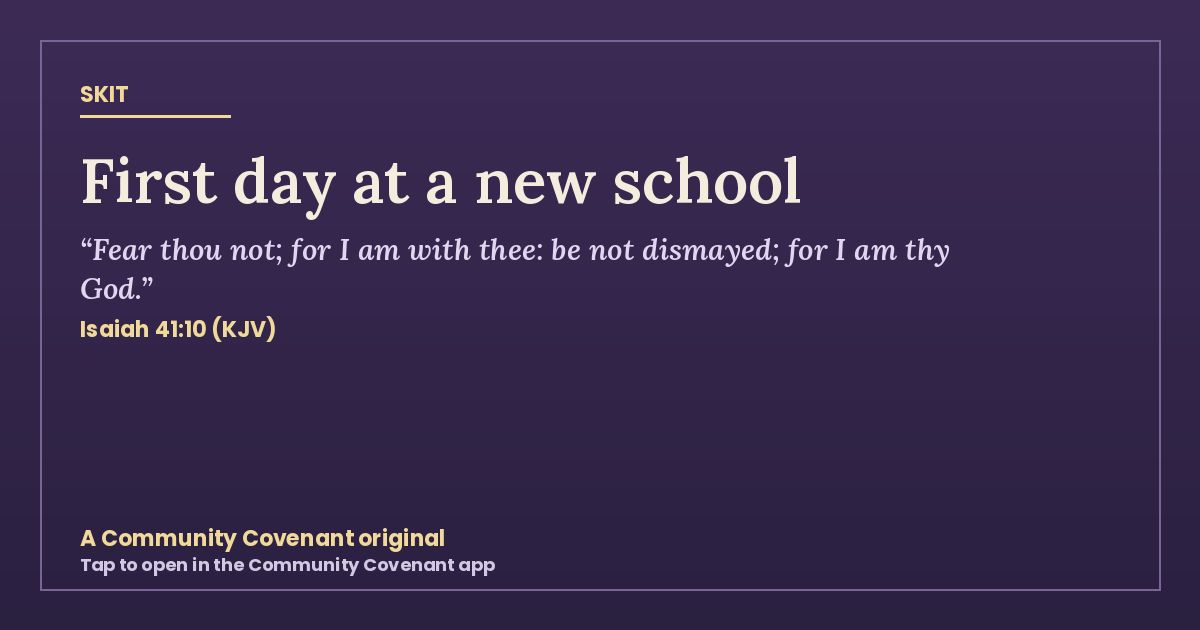 SKIT
First day at a new school
“Fear thou not; for I am with thee: be not dismayed; for I am thy
God.”
Isaiah 41:10 (KJV)
A Community Covenant original
Tap to open in the Community Covenant app